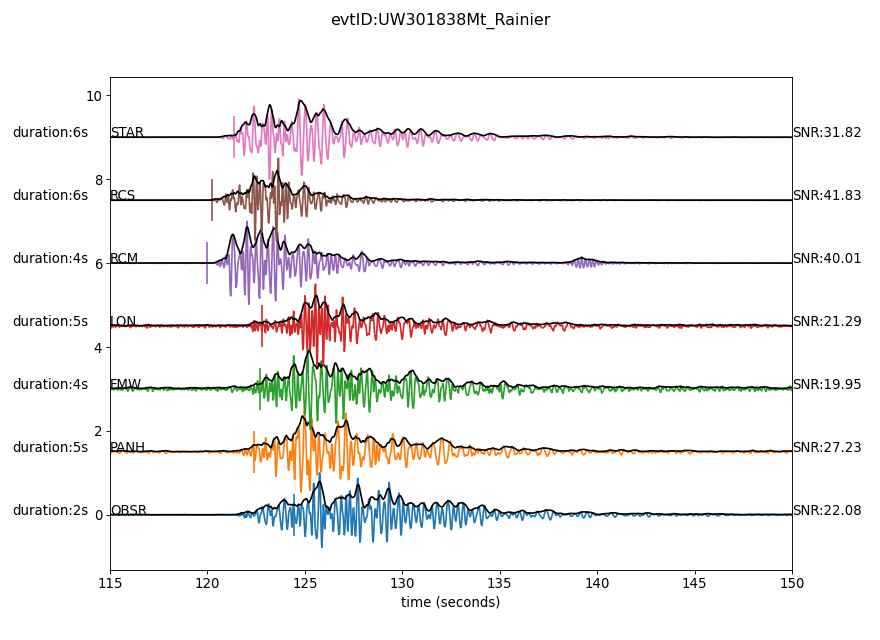 evtID:UW301838Mt_Rainier
10
duration:6s STAR SNR:31.82
8
duration:6s RCS SNR:41.83
duration:4s RCM SNR:40.01
6
duration:5s LON SNR:21.29
4
duration:4s FMW SNR:19.95
2
duration:5s PANH SNR:27.23
duration:2s OBSR SNR:22.08
0
115 120 125 130 135 140 145 150
time (seconds)